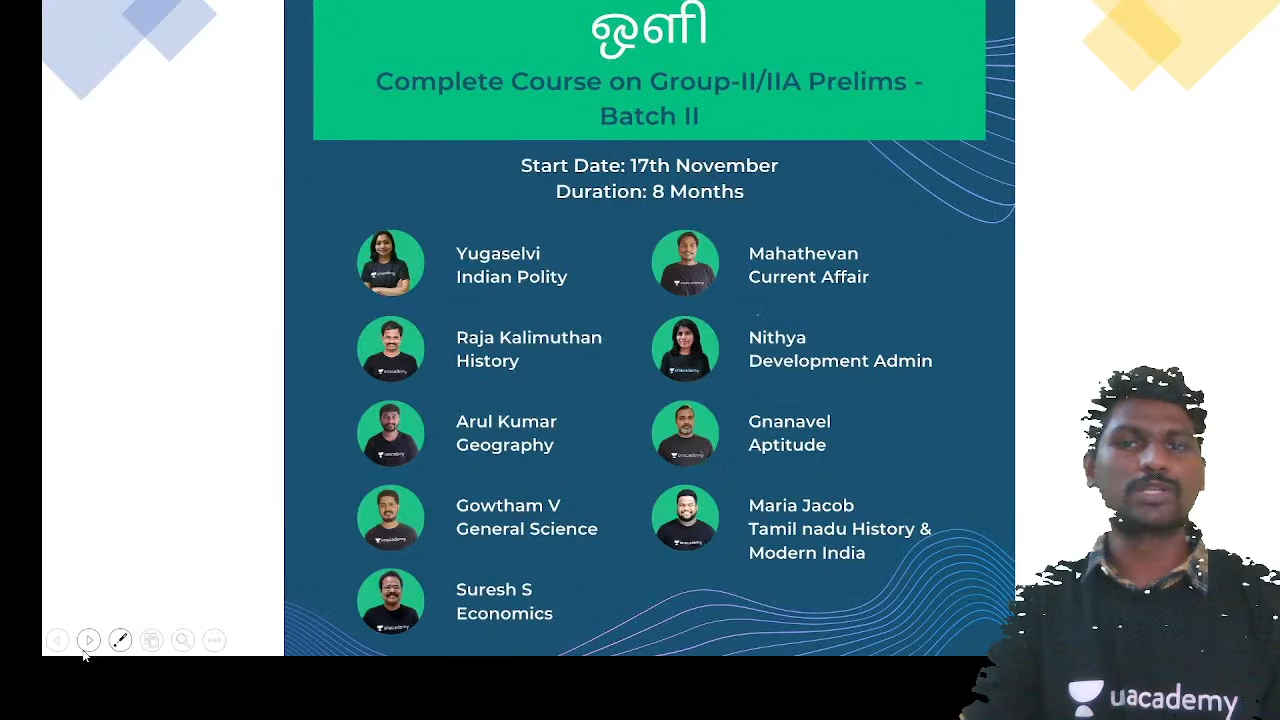 ஒளி
Complete Course on Group-II/IIA Prelims -
Batch II
Start Date: 17th November
Duration: 8 Months
Yugaselvi
Indian Polity
Mahathevan
Current Affair
Raja Kalimuthan
History
Nithya
Development Admin
Arul Kumar
Geography
Gnanavel
Aptitude
Gowtham V
General Science
Maria Jacob
Tamil nadu History &
Modern India
Suresh S
Economics
uacademy